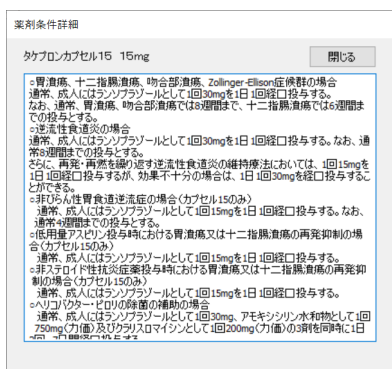 薬剤条件詳細
タケプロンカプセル15 15mg
閉じる
○胃潰瘍、十二指腸潰瘍、吻合部潰瘍、Zollinger-Ellison症候群の場合
通常、成人にはランソプラゾールとして1回30mgを1日1回経口投与する。
なお、通常、胃潰瘍、吻合部潰瘍では8週間まで、十二指腸潰瘍では6週間ま
での投与とする。
○逆流性食道炎の場合
通常、成人にはランソプラゾールとして1回30mgを1日1回経口投与する。なお、通
常8週間までの投与とする。
さらに、再発・再燃を繰り返す逆流性食道炎の維持療法においては、1回15mgを
1日1回経口投与するが、効果不十分の場合は、1日1回30mgを経口投与するこ
とができる。
○非びらん性胃食道逆流症の場合(カプセル15のみ)
通常、成人にはランソプラゾールとして1回15mgを1日1回経口投与する。なお、
通常4週間までの投与とする。
○低用量アスピリン投与時における胃潰瘍又は十二指腸潰瘍の再発抑制の場
合(カプセル15のみ)
通常、成人にはランソプラゾールとして1回15mgを1日1回経口投与する。
○非ステロイド性抗炎症薬投与時における胃潰瘍又は十二指腸潰瘍の再発抑
制の場合(カプセル15のみ)
通常、成人にはランソプラゾールとして1回15mgを1日1回経口投与する。
○ヘリコバクター・ピロリの除菌の補助の場合
通常、成人にはランソプラゾールとして1回30mg、アモキシシリン水和物として1回
750mg(力価)及びクラリスロマイシンとして1回200mg(力価)の3剤を同時に1日
2回、7日間経口投与する